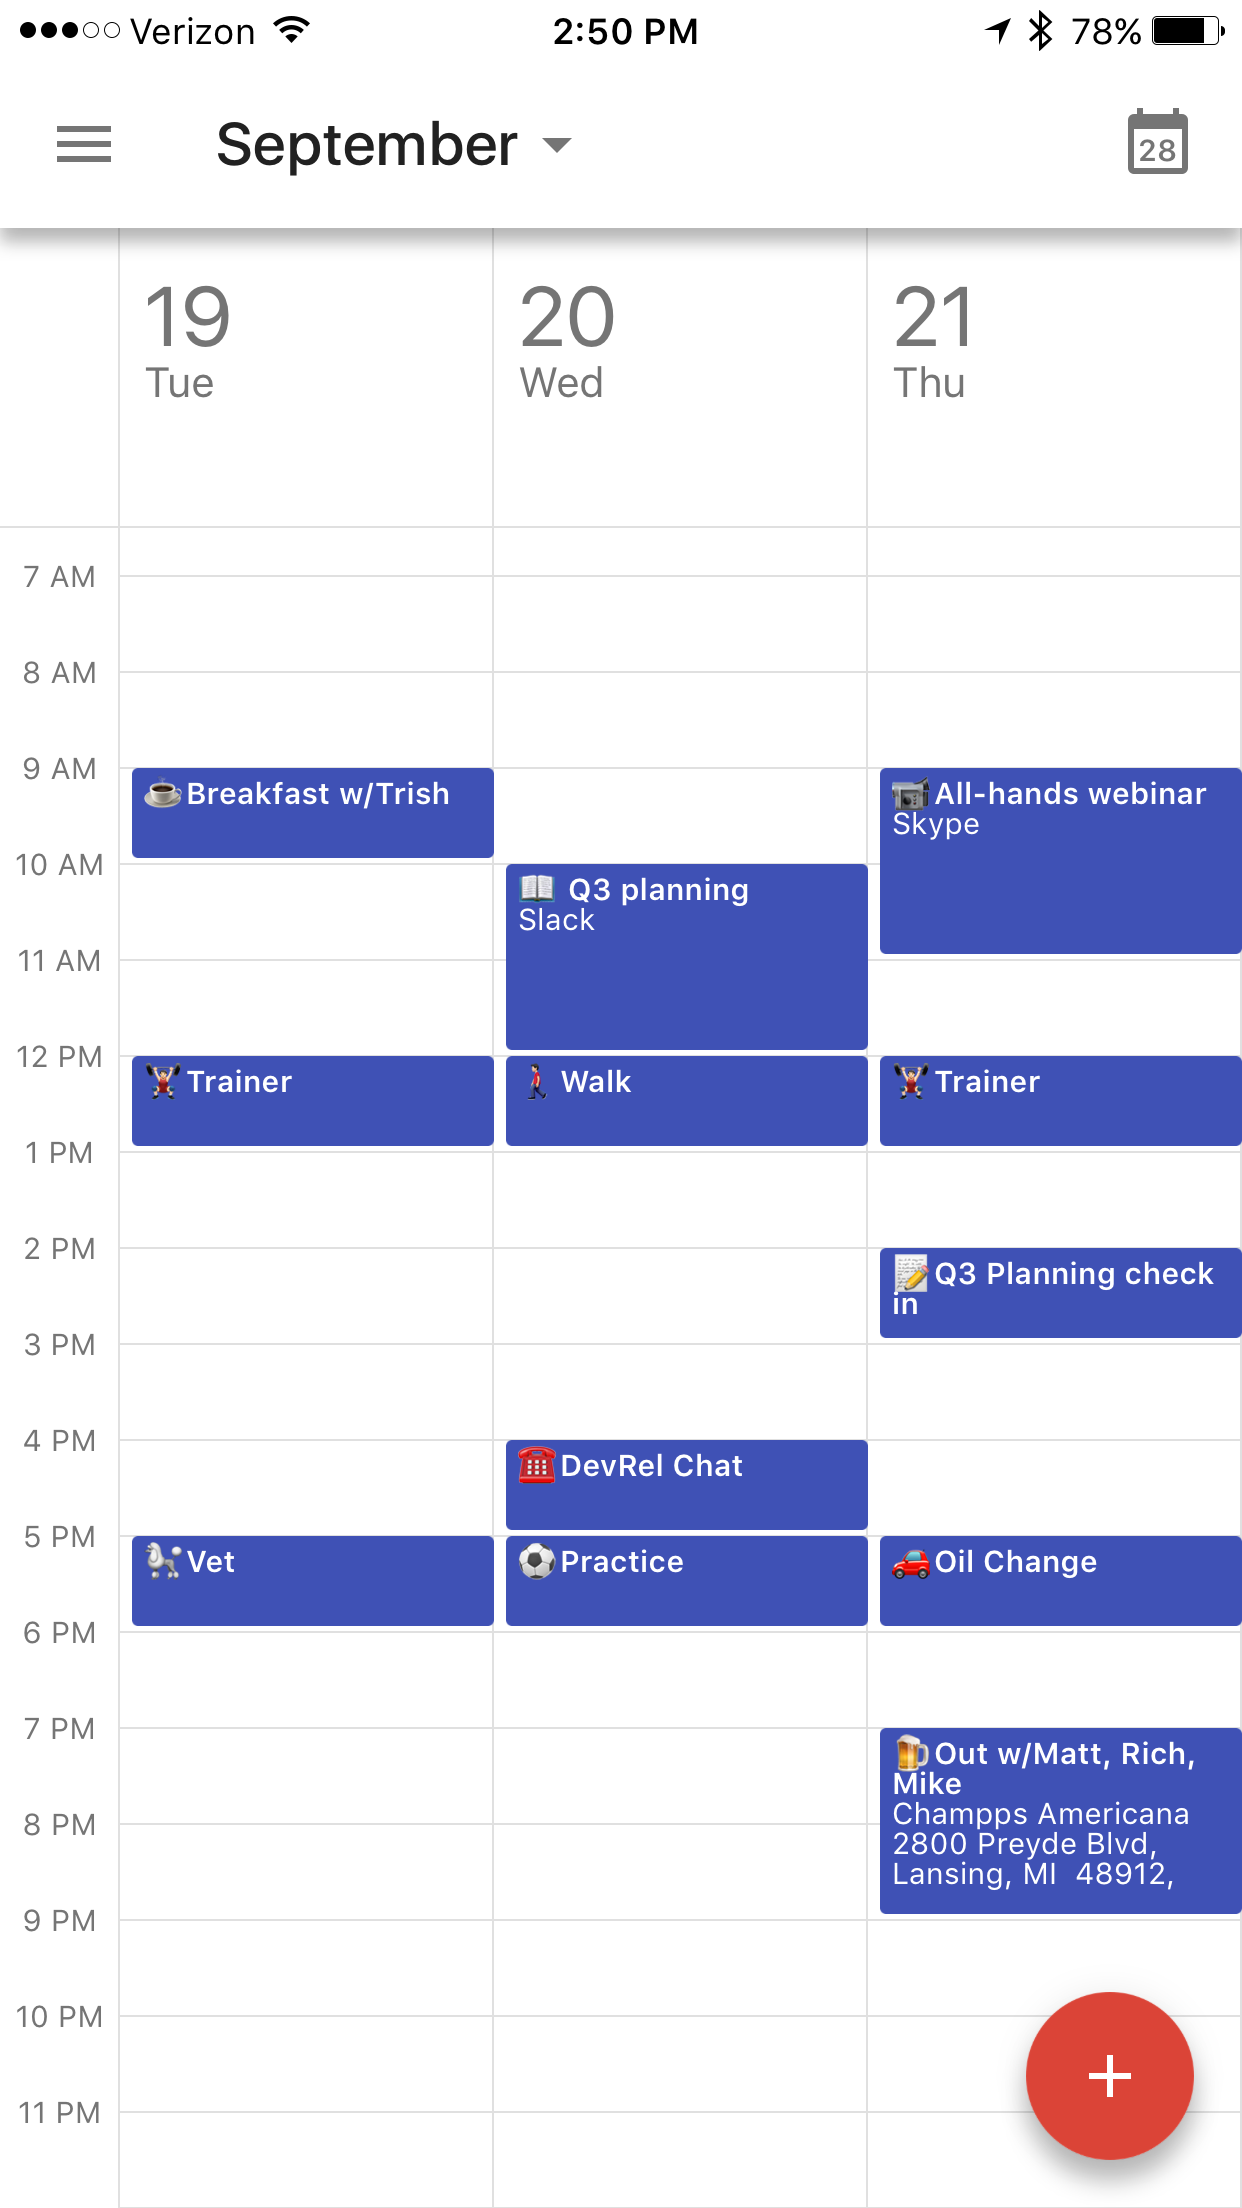 Verizon 2:50 PM 78%
September 28
19 20 21
Tue Wed Thu
7 AM
8 AM
9 AM
Breakfast w/Trish
All-hands webinar
Skype
10 AM
Q3 planning
Slack
11 AM
12 PM
Trainer
Walk
Trainer
1 PM
2 PM
Q3 Planning check
in
3 PM
4 PM
DevRel Chat
5 PM
Vet
Practice
Oil Change
6 PM
7 PM
Out w/Matt, Rich,
Mike
Champps Americana
8 PM
2800 Preyde Blvd,
Lansing, MI 48912,
9 PM
10 PM
11 PM